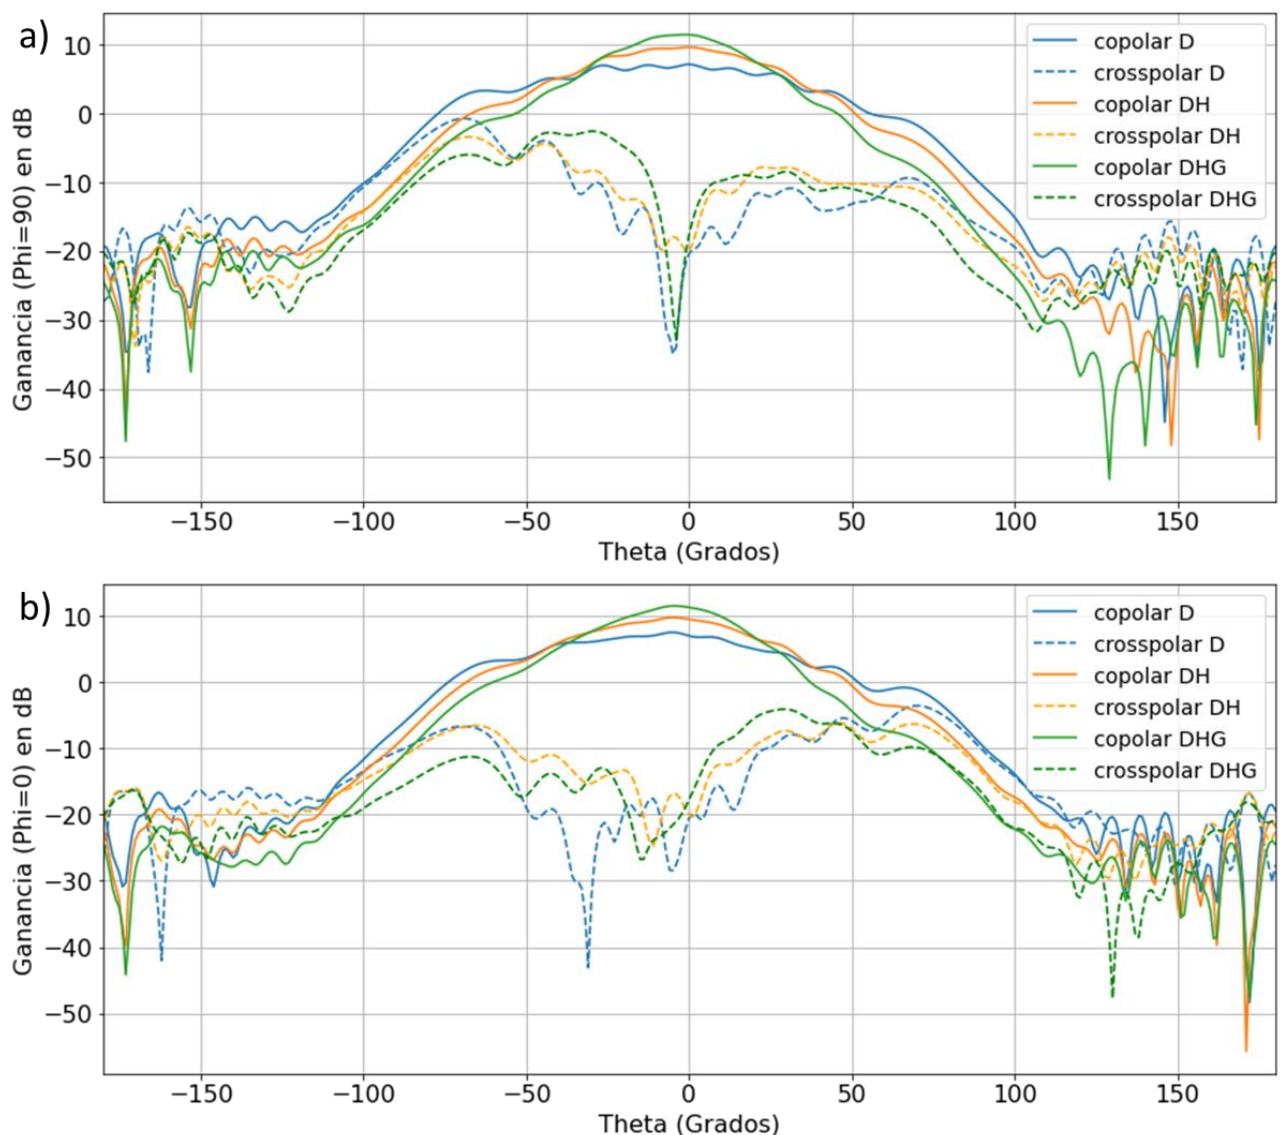 a)
Ganancia (Phi=90) en dB
10
0
−10
−20
−30
−40
−50
copolar D
crosspolar D
copolar DH
crosspolar DH
copolar DHG
crosspolar DHG
−150 −100 −50 0 50 100 150
Theta (Grados)
b)
Ganancia (Phi=0) en dB
10
0
−10
−20
−30
−40
−50
copolar D
crosspolar D
copolar DH
crosspolar DH
copolar DHG
crosspolar DHG
−150 −100 −50 0 50 100 150
Theta (Grados)